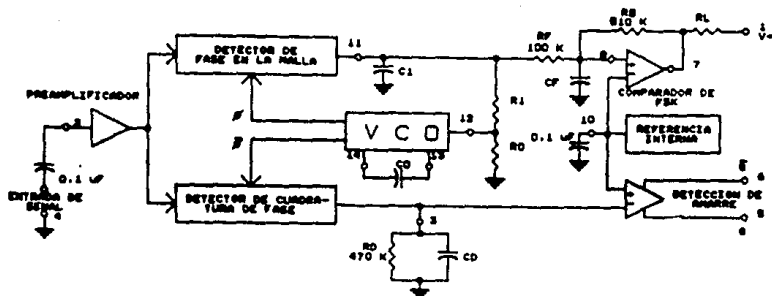 DETECTOR DE
FASE EN LA MALLA
11
C1
RF
100 K
RB
510 K
RL
1
V+
8
7
CF
COMPARADOR DE
FSK
PREAMPLIFICADOR
2
0.1 uF
ENTRADA DE
SENAL
4
VCO
12
14
13
CO
R1
RO
10
0.1 uF
REFERENCIA
INTERNA
DETECTOR DE CUADRA-
TURA DE FASE
3
RD
470 K
CD
DETECCION DE
AMARRE
6
5